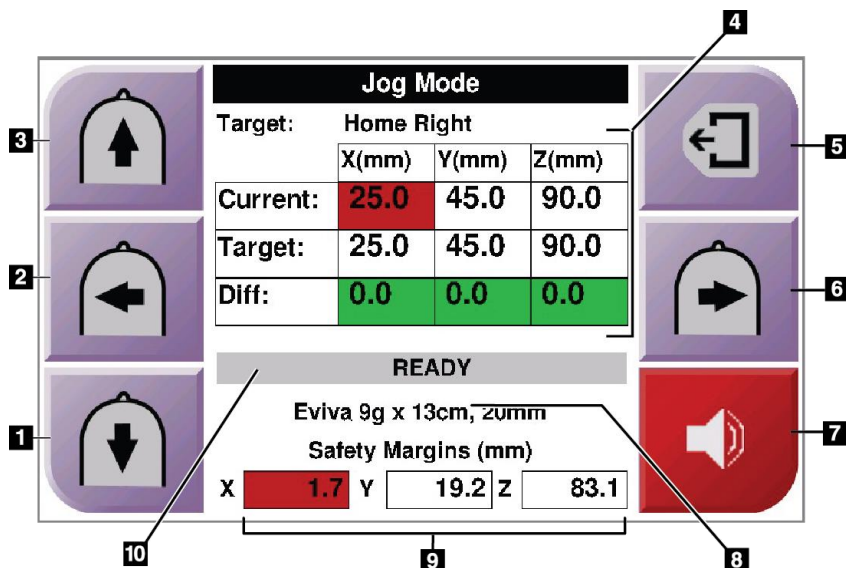 4
Jog Mode
3
Target: Home Right
5
X(mm) Y(mm) Z(mm)
Current: 25.0 45.0 90.0
Target: 25.0 45.0 90.0
2
Diff: 0.0 0.0 0.0
6
READY
Eviva 9g x 13cm, 20mm
1
7
Safety Margins (mm)
X 1.7 Y 19.2 Z 83.1
10
9
8